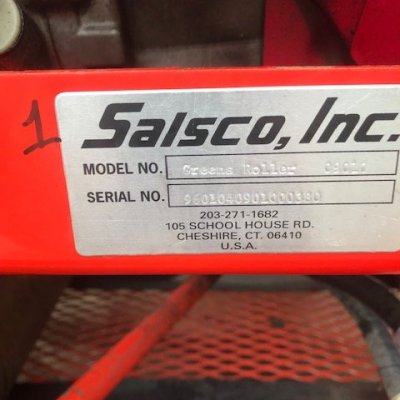 1
Salsco, Inc.
MODEL NO. Greens Roller
SERIAL NO.
203-271-1682
105 SCHOOL HOUSE RD.
CHESHIRE, CT. 06410
U.S.A.